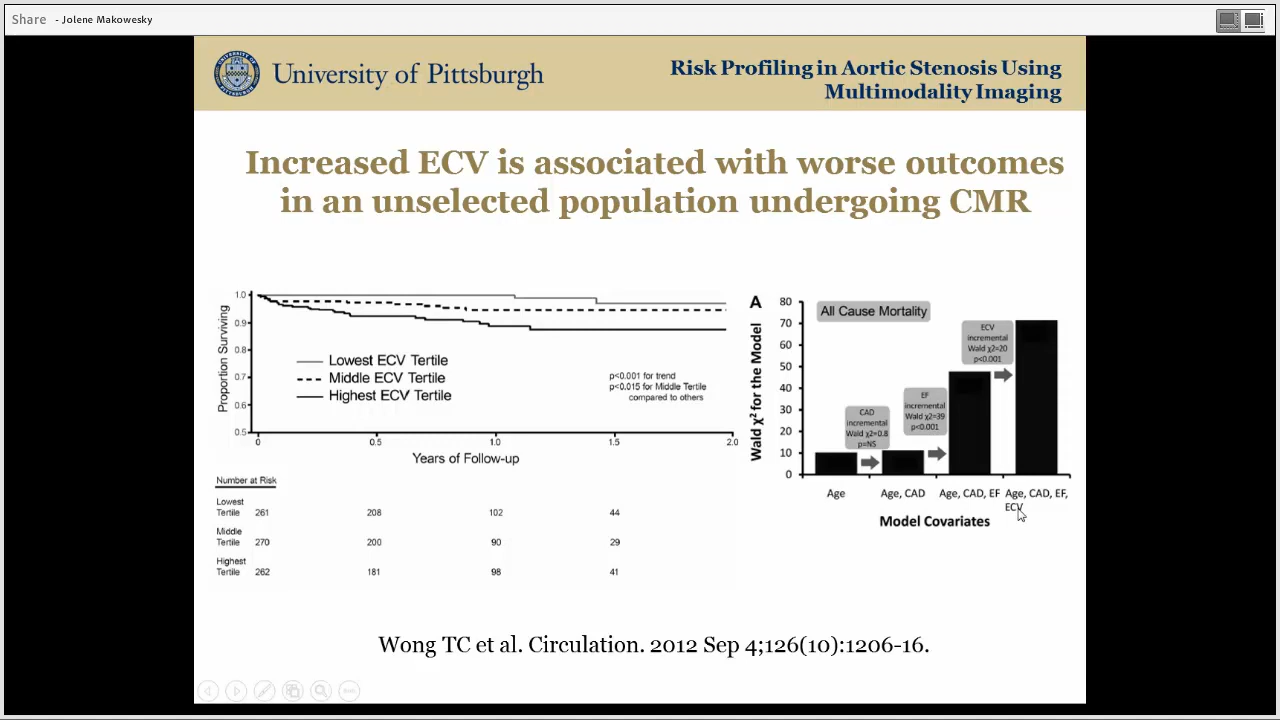 Share - Jolene Makowesky
University of Pittsburgh
Risk Profiling in Aortic Stenosis Using
Multimodality Imaging
Increased ECV is associated with worse outcomes
in an unselected population undergoing CMR
Proportion Surviving
1.0
0.9
0.8
0.7
0.6
0.5
Lowest ECV Tertile
Middle ECV Tertile
Highest ECV Tertile
p<0.001 for trend
p<0.015 for Middle Tertile
compared to others
0 0.5 1.0 1.5 2.0
Years of Follow-up
Number at Risk
Lowest
Tertile 261 208 102 44
Middle
Tertile 270 200 90 29
Highest
Tertile 262 181 98 41
A
Wald χ² for the Model
80
70
60
50
40
30
20
10
0
All Cause Mortality
CAD
incremental
Wald χ2=0.8
p=NS
EF
incremental
Wald χ2=39
p<0.001
ECV
incremental
Wald χ2=20
p<0.001
Age Age, CAD Age, CAD, EF Age, CAD, EF,
ECV
Model Covariates
Wong TC et al. Circulation. 2012 Sep 4;126(10):1206-16.